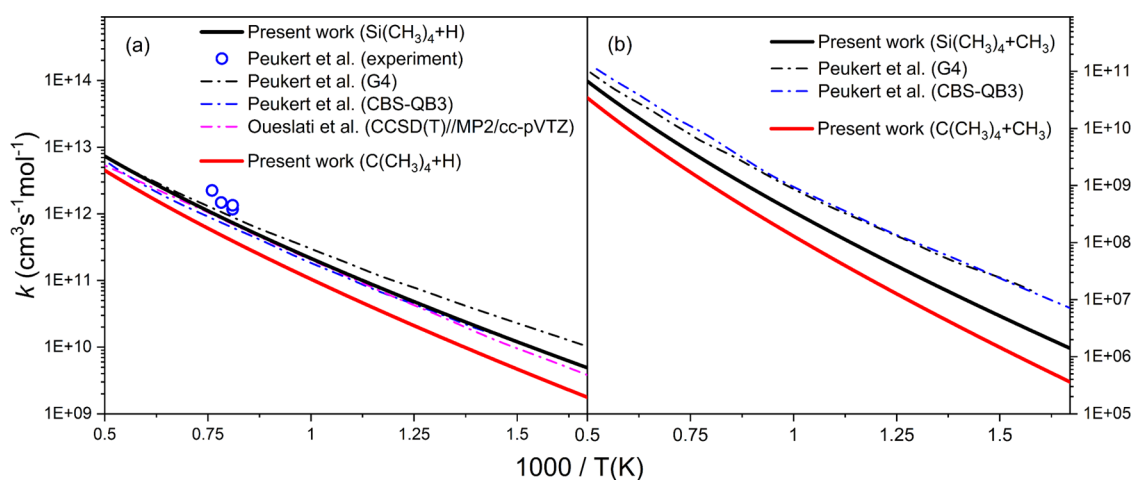 (a)
Present work (Si(CH₃)₄+H)
Peukert et al. (experiment)
Peukert et al. (G4)
Peukert et al. (CBS-QB3)
Oueslati et al. (CCSD(T)//MP2/cc-pVTZ)
Present work (C(CH₃)₄+H)
k (cm³s⁻¹mol⁻¹)
1E+14
1E+13
1E+12
1E+11
1E+10
1E+09
0.5 0.75 1 1.25 1.5
(b)
Present work (Si(CH₃)₄+CH₃)
Peukert et al. (G4)
Peukert et al. (CBS-QB3)
Present work (C(CH₃)₄+CH₃)
1E+11
1E+10
1E+09
1E+08
1E+07
1E+06
1E+05
0.5 0.75 1 1.25 1.5
1000 / T(K)